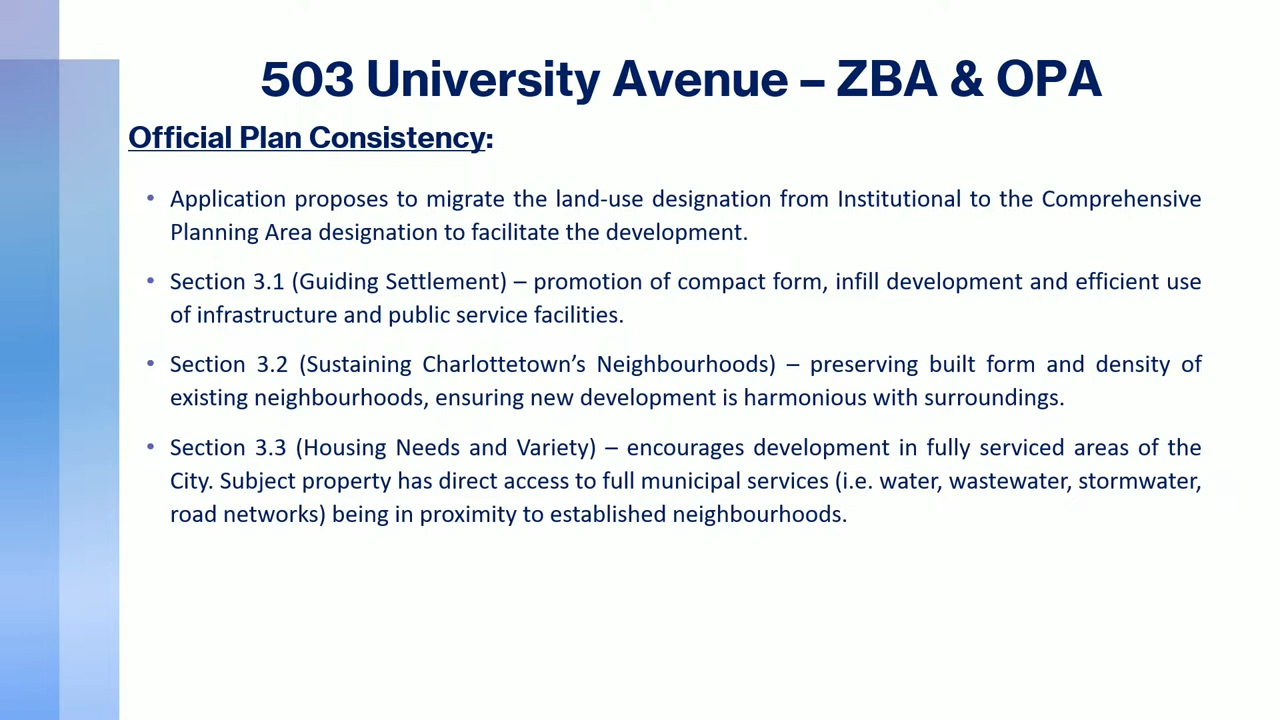 503 University Avenue – ZBA & OPA
Official Plan Consistency:
• Application proposes to migrate the land-use designation from Institutional to the Comprehensive
Planning Area designation to facilitate the development.
• Section 3.1 (Guiding Settlement) – promotion of compact form, infill development and efficient use
of infrastructure and public service facilities.
• Section 3.2 (Sustaining Charlottetown’s Neighbourhoods) – preserving built form and density of
existing neighbourhoods, ensuring new development is harmonious with surroundings.
• Section 3.3 (Housing Needs and Variety) – encourages development in fully serviced areas of the
City. Subject property has direct access to full municipal services (i.e. water, wastewater, stormwater,
road networks) being in proximity to established neighbourhoods.